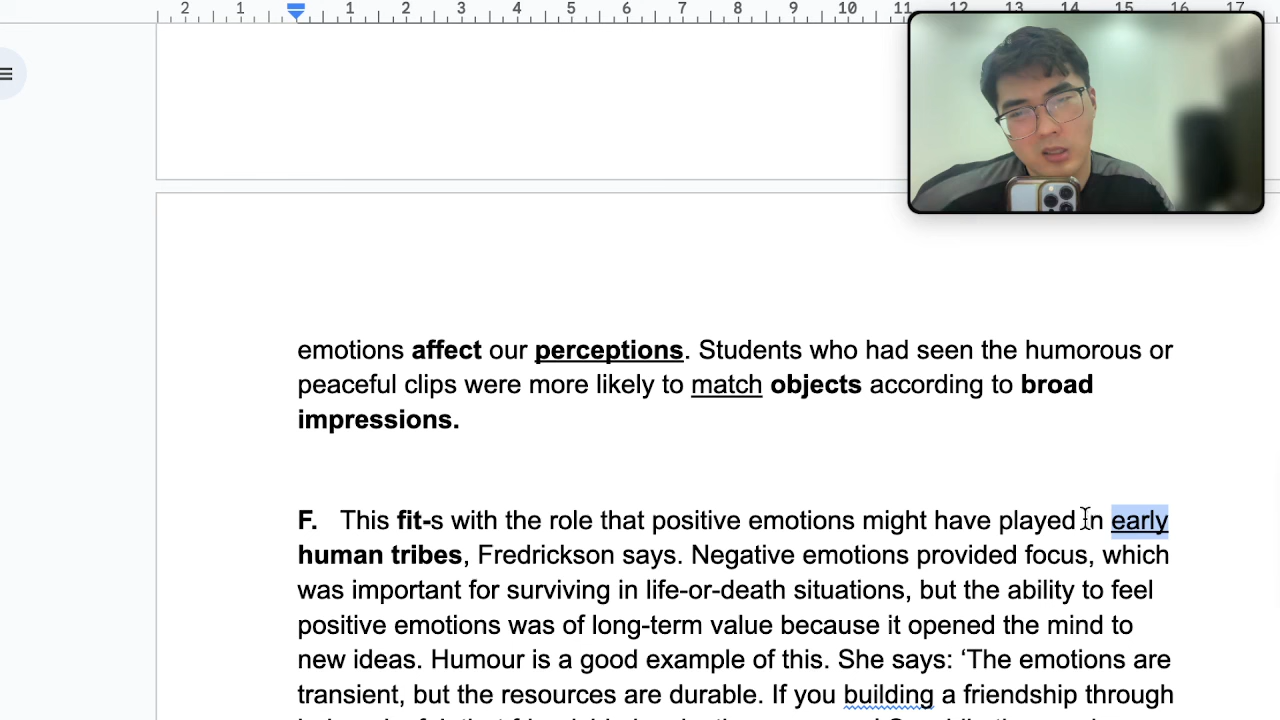 2 1 1 2 3 4 5 6 7 8 9 10 11 12 13 14 15 16 17
emotions affect our perceptions. Students who had seen the humorous or
peaceful clips were more likely to match objects according to broad
impressions.
F. This fit-s with the role that positive emotions might have played in early
human tribes, Fredrickson says. Negative emotions provided focus, which
was important for surviving in life-or-death situations, but the ability to feel
positive emotions was of long-term value because it opened the mind to
new ideas. Humour is a good example of this. She says: ‘The emotions are
transient, but the resources are durable. If you building a friendship through